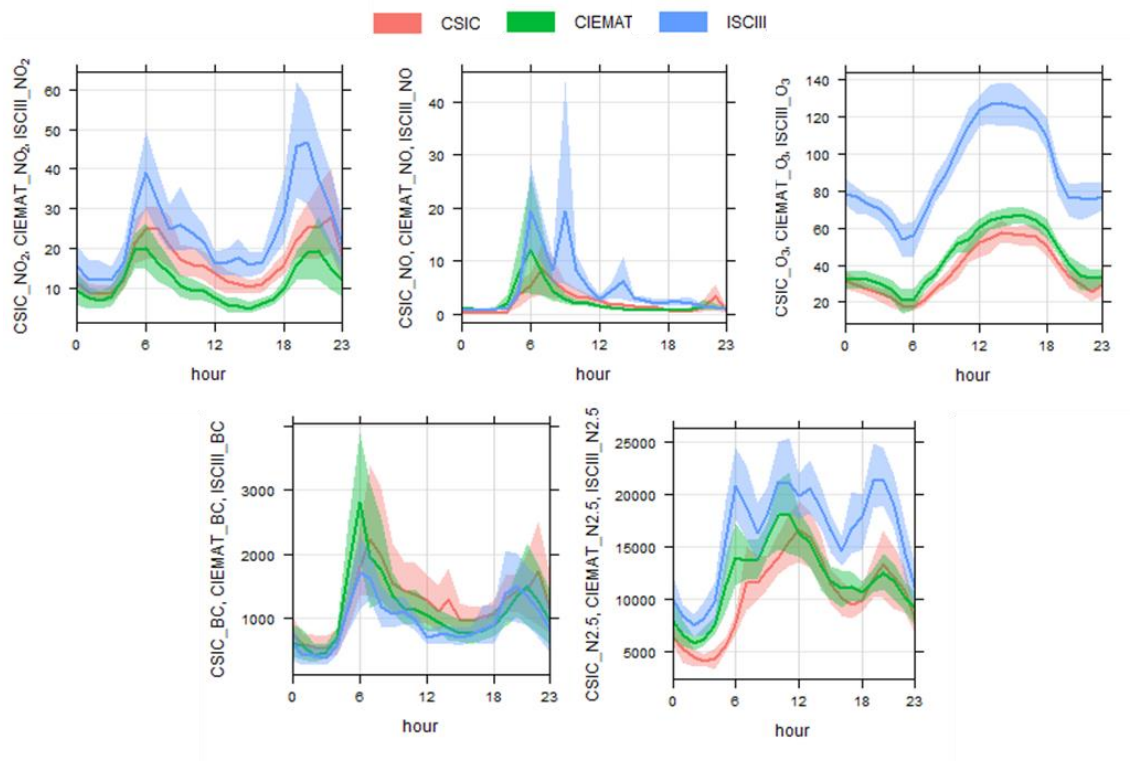 CSIC CIEMAT ISCIII
CSIC_NO2, CIEMAT_NO2, ISCIII_NO2
60
50
40
30
20
10
0 6 12 18 23
hour
CSIC_NO, CIEMAT_NO, ISCIII_NO
40
30
20
10
0
0 6 12 18 23
hour
CSIC_O3, CIEMAT_O3, ISCIII_O3
140
120
100
80
60
40
20
0 6 12 18 23
hour
CSIC_BC, CIEMAT_BC, ISCIII_BC
3000
2000
1000
0 6 12 18 23
hour
CSIC_N2.5, CIEMAT_N2.5, ISCIII_N2.5
25000
20000
15000
10000
5000
0 6 12 18 23
hour